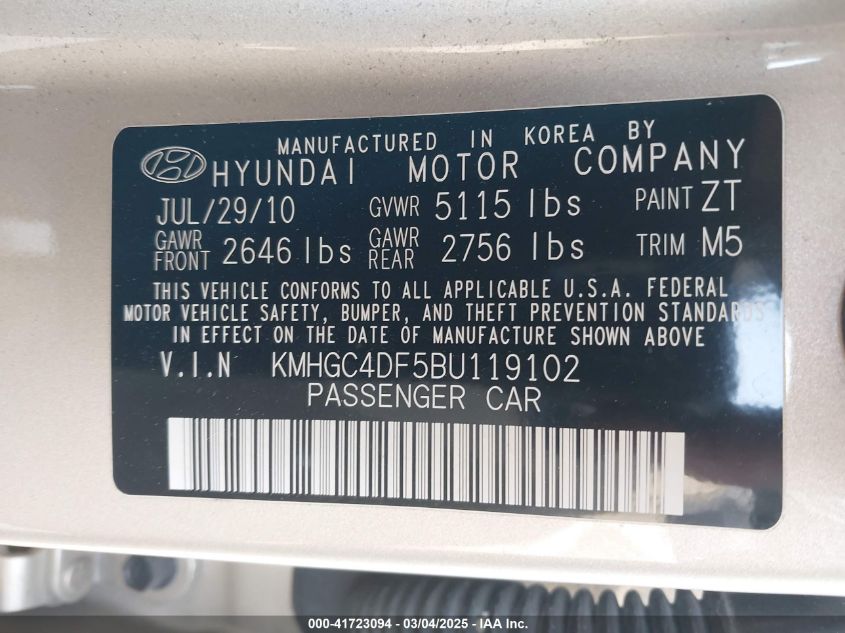 MANUFACTURED IN KOREA BY
HYUNDAI MOTOR COMPANY
JUL/29/10 GVWR 5115 lbs PAINT ZT
GAWR FRONT 2646 lbs GAWR REAR 2756 lbs TRIM M5
THIS VEHICLE CONFORMS TO ALL APPLICABLE U.S.A. FEDERAL
MOTOR VEHICLE SAFETY, BUMPER, AND THEFT PREVENTION STANDARDS
IN EFFECT ON THE DATE OF MANUFACTURE SHOWN ABOVE
V.I.N KMHGC4DF5BU119102
PASSENGER CAR
000-41723094 - 03/04/2025 - IAA Inc.